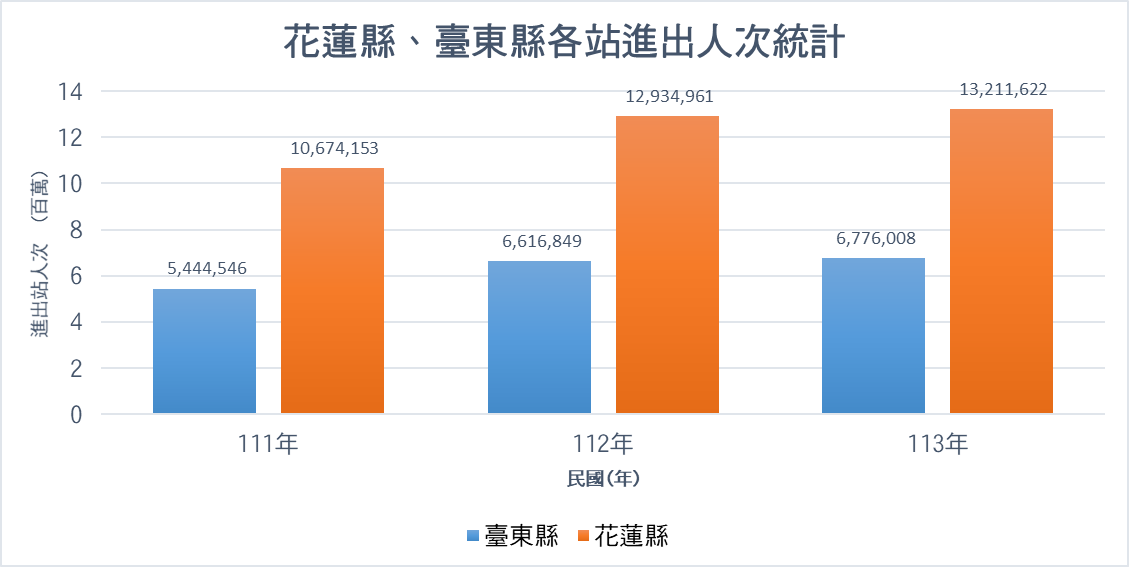 花蓮縣、臺東縣各站進出人次統計
進出站人次 （百萬）
14
12
10
8
6
4
2
0
5,444,546
10,674,153
6,616,849
12,934,961
6,776,008
13,211,622
111年
112年
113年
民國(年)
臺東縣
花蓮縣